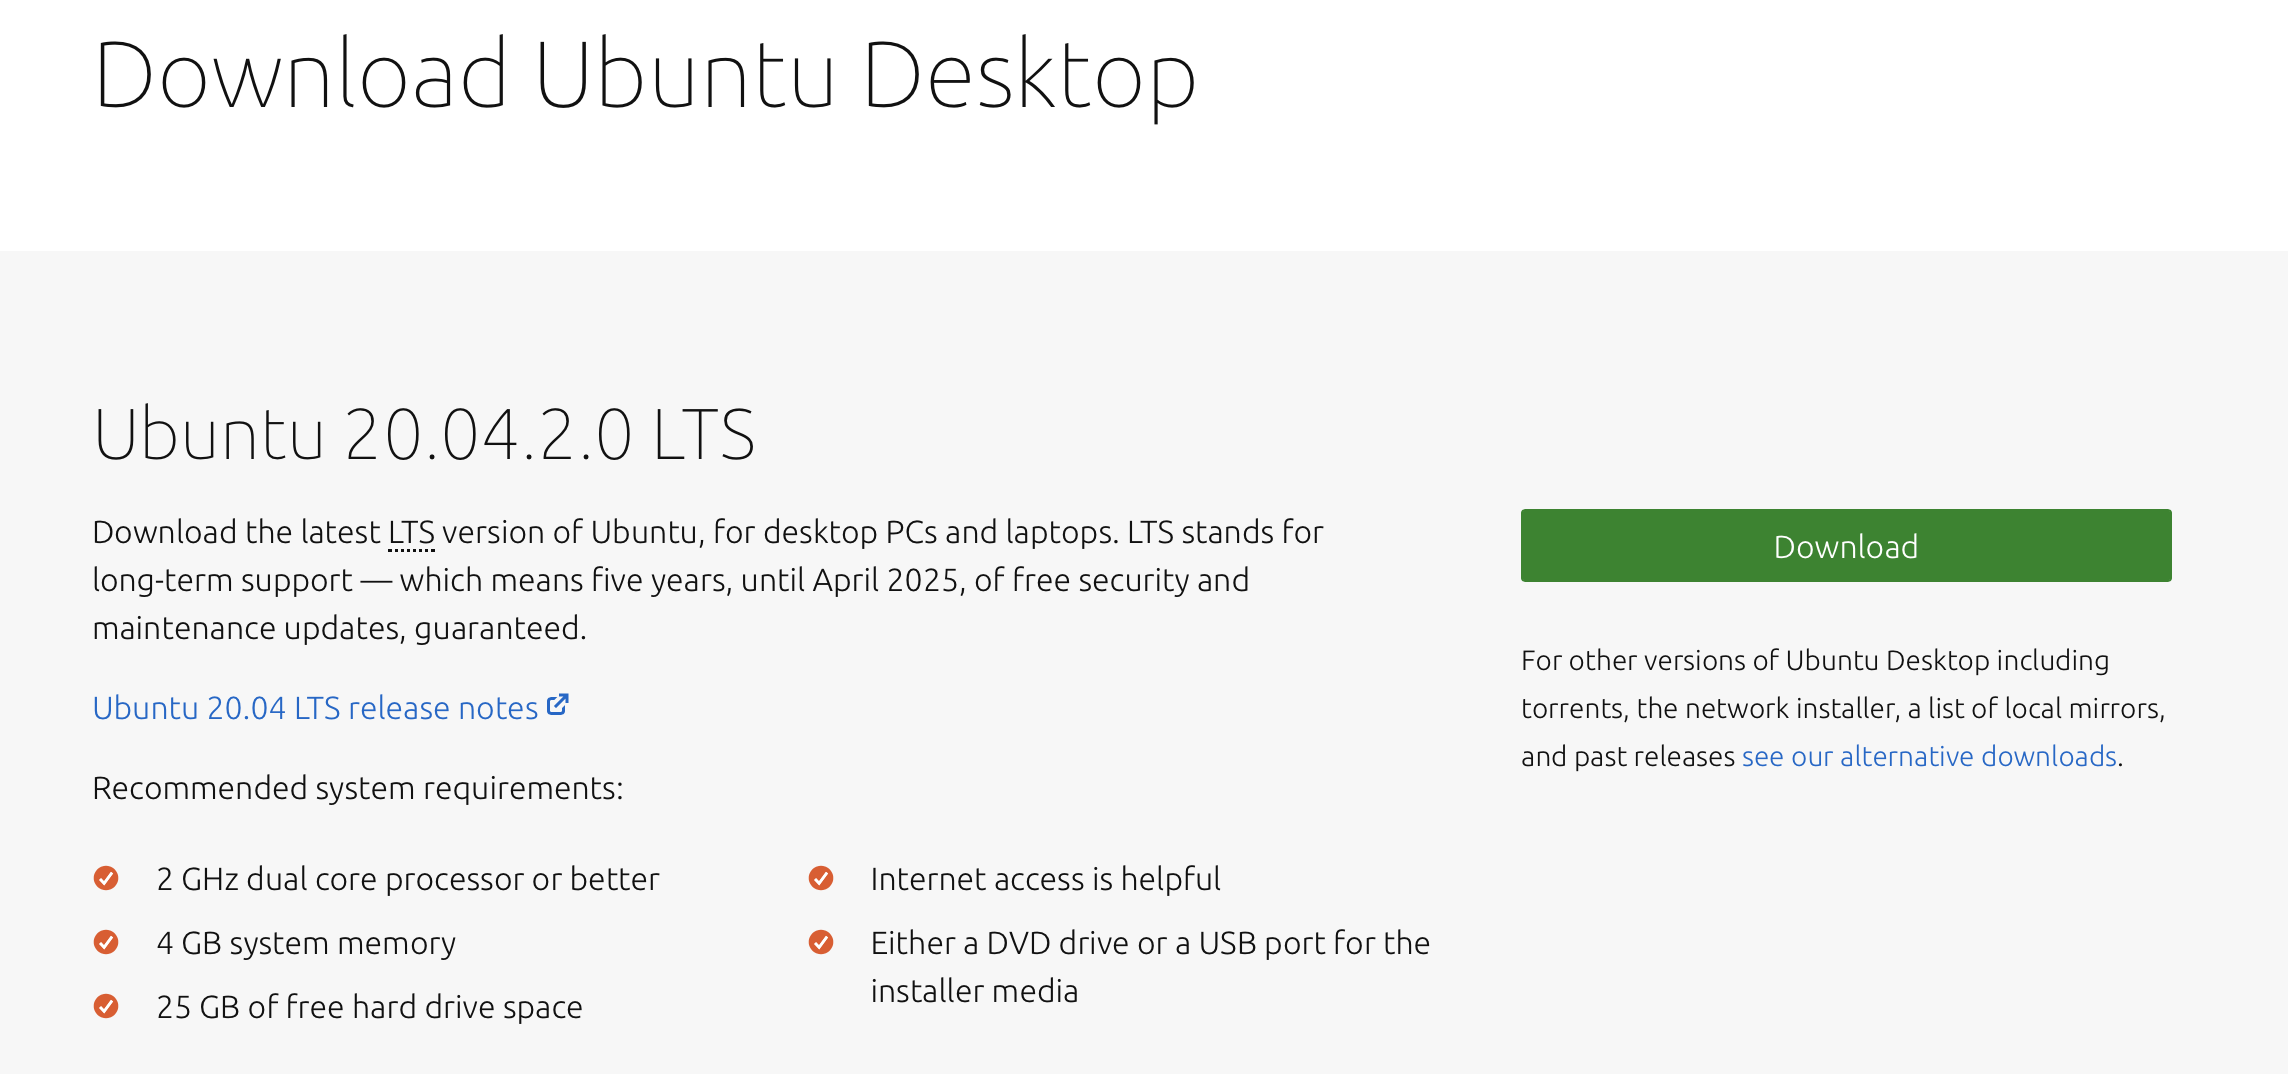 Download Ubuntu Desktop
Ubuntu 20.04.2.0 LTS
Download the latest LTS version of Ubuntu, for desktop PCs and laptops. LTS stands for
long-term support — which means five years, until April 2025, of free security and
maintenance updates, guaranteed.
Ubuntu 20.04 LTS release notes
Recommended system requirements:
2 GHz dual core processor or better
4 GB system memory
25 GB of free hard drive space
Internet access is helpful
Either a DVD drive or a USB port for the
installer media
Download
For other versions of Ubuntu Desktop including
torrents, the network installer, a list of local mirrors,
and past releases see our alternative downloads.